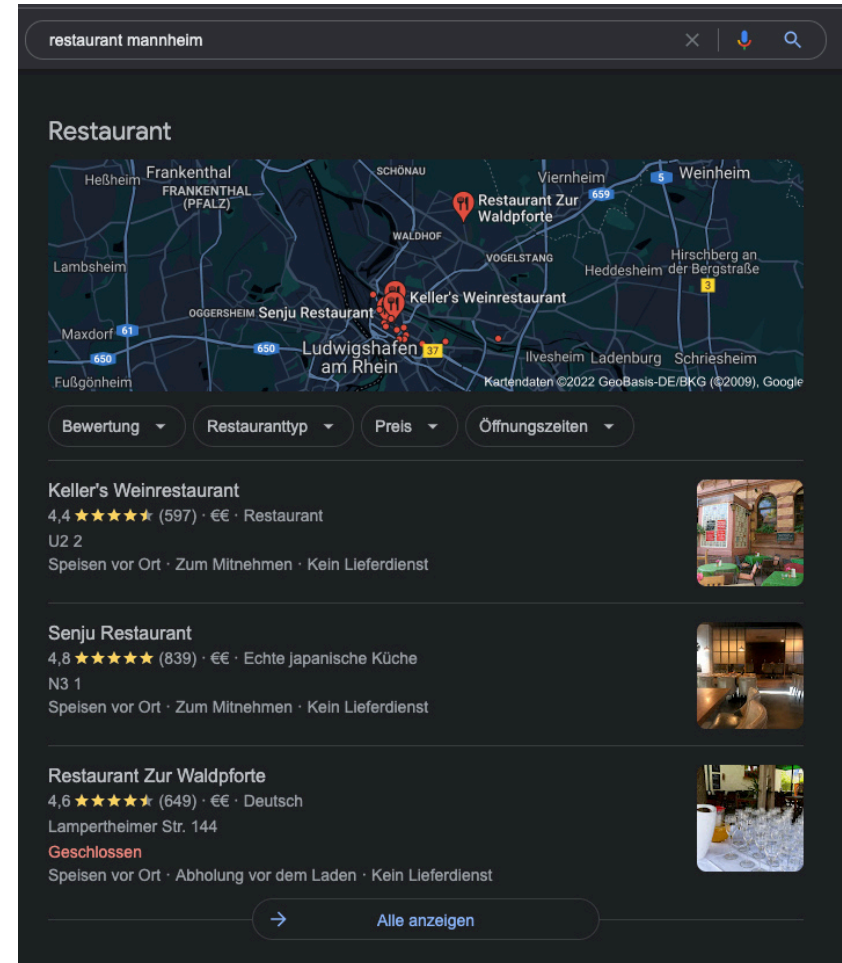 restaurant mannheim
Restaurant
Heßheim
Frankenthal
FRANKENTHAL
(PFALZ)
SCHÖNAU
Viernheim
5
Weinheim
659
Restaurant Zur
Waldpforte
WALDHOF
VOGELSTANG
Hirschberg an
der Bergstraße
Lambsheim
Heddesheim
3
Keller's Weinrestaurant
OGGERSHEIM
Senju Restaurant
Maxdorf
61
650
650
Ludwigshafen
am Rhein
37
Ilvesheim
Ladenburg
Schriesheim
Fußgönheim
Kartendaten ©2022 GeoBasis-DE/BKG (©2009), Google
Bewertung
Restauranttyp
Preis
Öffnungszeiten
Keller's Weinrestaurant
4,4 ★★★★★ (597) · €€ · Restaurant
U2 2
Speisen vor Ort · Zum Mitnehmen · Kein Lieferdienst
Senju Restaurant
4,8 ★★★★★ (839) · €€ · Echte japanische Küche
N3 1
Speisen vor Ort · Zum Mitnehmen · Kein Lieferdienst
Restaurant Zur Waldpforte
4,6 ★★★★★ (649) · €€ · Deutsch
Lampertheimer Str. 144
Geschlossen
Speisen vor Ort · Abholung vor dem Laden · Kein Lieferdienst
Alle anzeigen